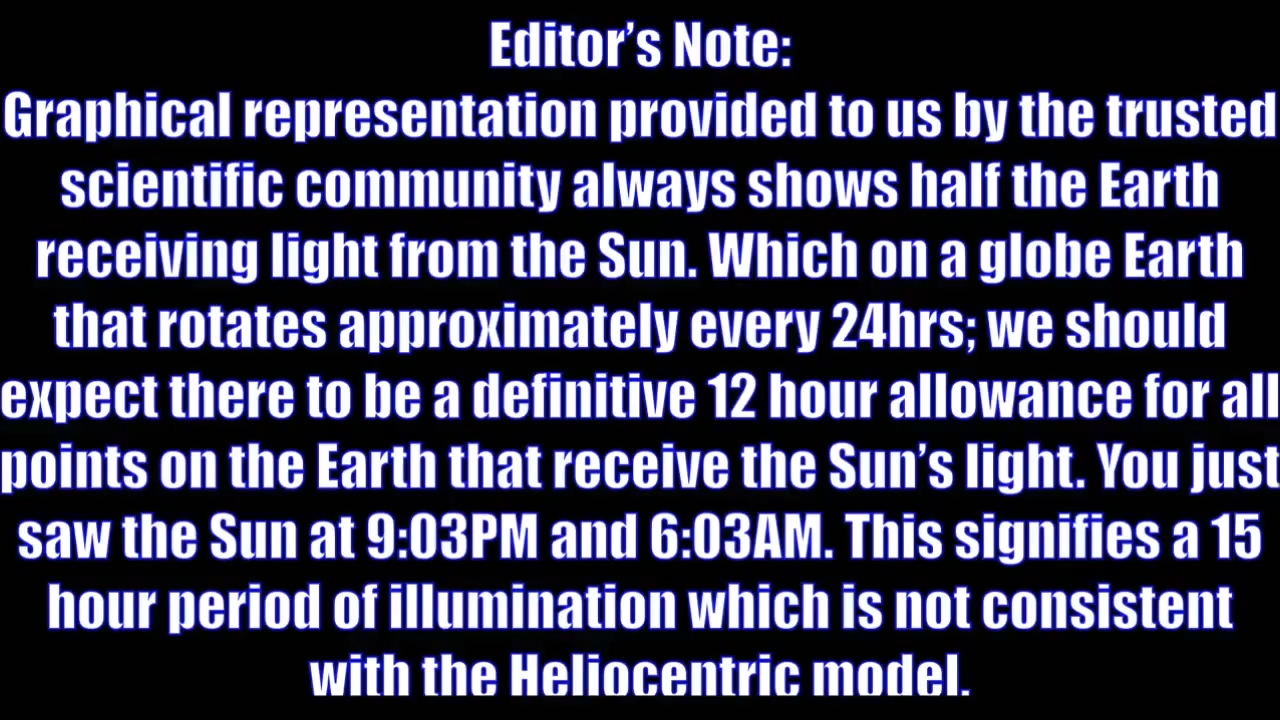 Editor’s Note:
Graphical representation provided to us by the trusted
scientific community always shows half the Earth
receiving light from the Sun. Which on a globe Earth
that rotates approximately every 24hrs; we should
expect there to be a definitive 12 hour allowance for all
points on the Earth that receive the Sun’s light. You just
saw the Sun at 9:03PM and 6:03AM. This signifies a 15
hour period of illumination which is not consistent
with the Heliocentric model.